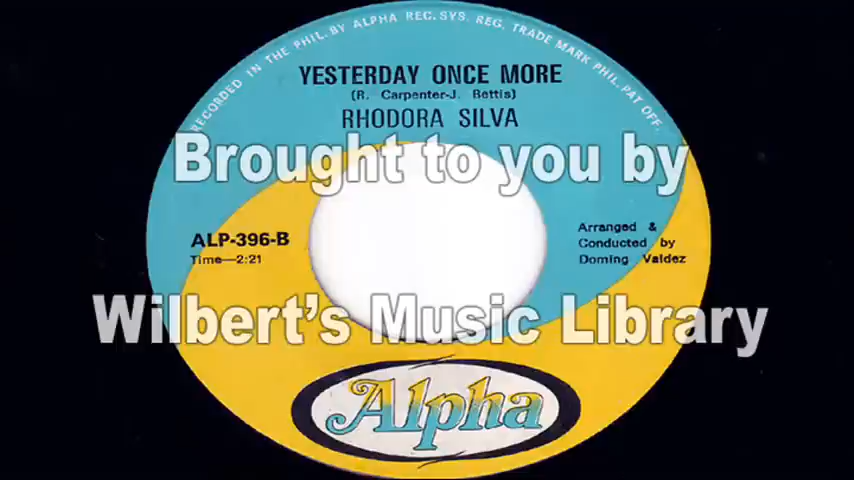 RECORDED IN THE PHIL. BY ALPHA REC. SYS. REG. TRADE MARK PHIL. PAT OFF.
YESTERDAY ONCE MORE
(R. Carpenter-J. Bettis)
RHODORA SILVA
Brought to you by
ALP-396-B
Time—2:21
Arranged &
Conducted by
Doming Valdez
Wilbert's Music Library
Alpha